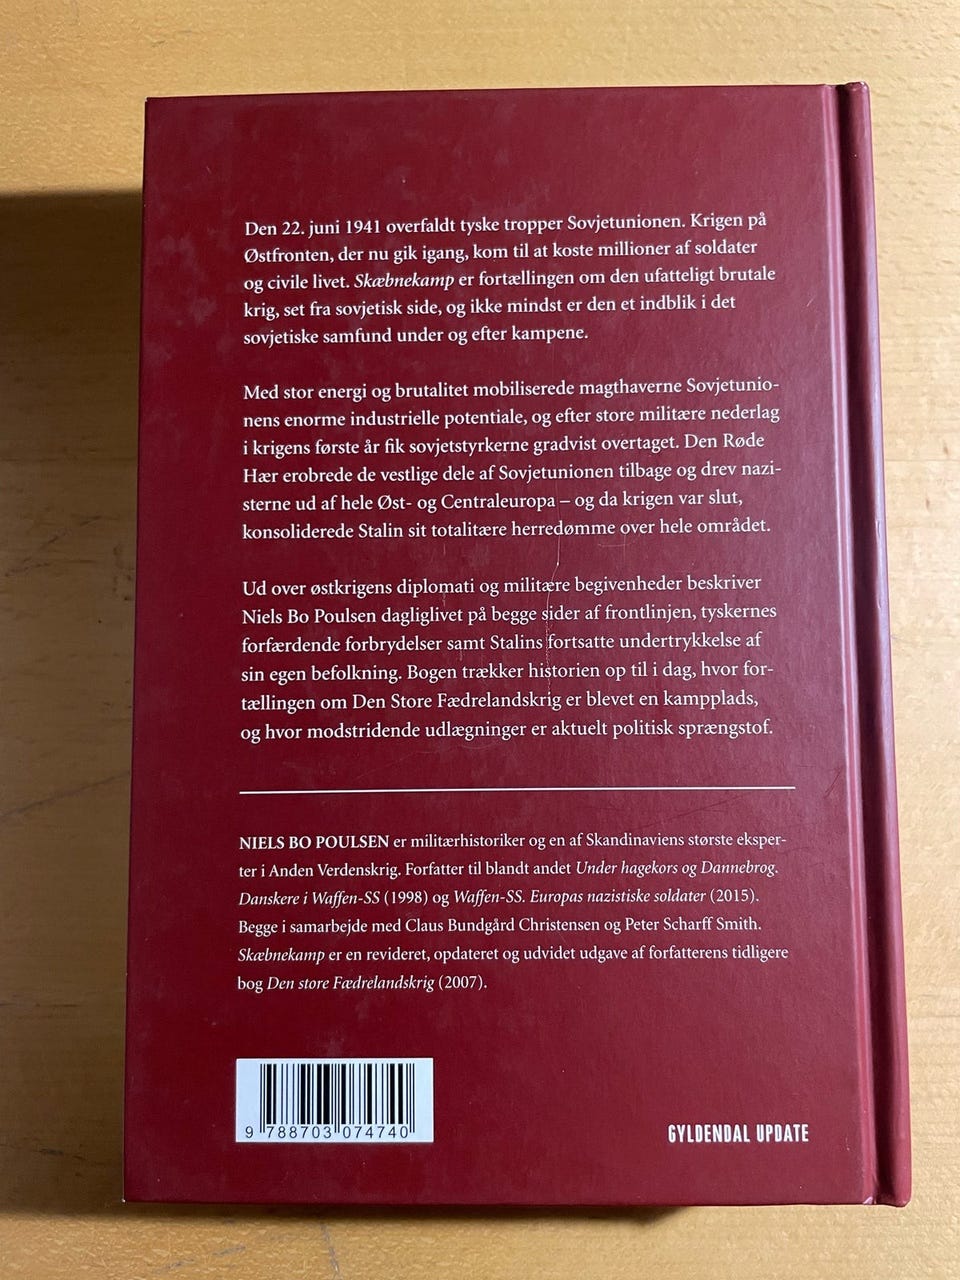 Den 22. juni 1941 overfaldt tyske tropper Sovjetunionen. Krigen på
Østfronten, der nu gik igang, kom til at koste millioner af soldater
og civile livet. Skæbnekamp er fortællingen om den ufatteligt brutale
krig, set fra sovjetisk side, og ikke mindst er den et indblik i det
sovjetiske samfund under og efter kampene.
Med stor energi og brutalitet mobiliserede magthaverne Sovjetunio-
nens enorme industrielle potentiale, og efter store militære nederlag
i krigens første år fik sovjetstyrkerne gradvist overtaget. Den Røde
Hær erobrede de vestlige dele af Sovjetunionen tilbage og drev nazi-
sterne ud af hele Øst- og Centraleuropa – og da krigen var slut,
konsoliderede Stalin sit totalitære herredømme over hele området.
Ud over østkrigens diplomati og militære begivenheder beskriver
Niels Bo Poulsen dagliglivet på begge sider af frontlinjen, tyskernes
forfærdende forbrydelser samt Stalins fortsatte undertrykkelse af
sin egen befolkning. Bogen trækker historien op til i dag, hvor for-
tællingen om Den Store Fædrelandskrig er blevet en kampplads,
og hvor modstridende udlægninger er aktuelt politisk sprængstof.
NIELS BO POULSEN er militærhistoriker og en af Skandinaviens største eksper-
ter i Anden Verdenskrig. Forfatter til blandt andet Under hagekors og Dannebrog.
Danskere i Waffen-SS (1998) og Waffen-SS. Europas nazistiske soldater (2015).
Begge i samarbejde med Claus Bundgård Christensen og Peter Scharff Smith.
Skæbnekamp er en revideret, opdateret og udvidet udgave af forfatterens tidligere
bog Den store Fædrelandskrig (2007).
9 788703 074740
GYLDENDAL UPDATE